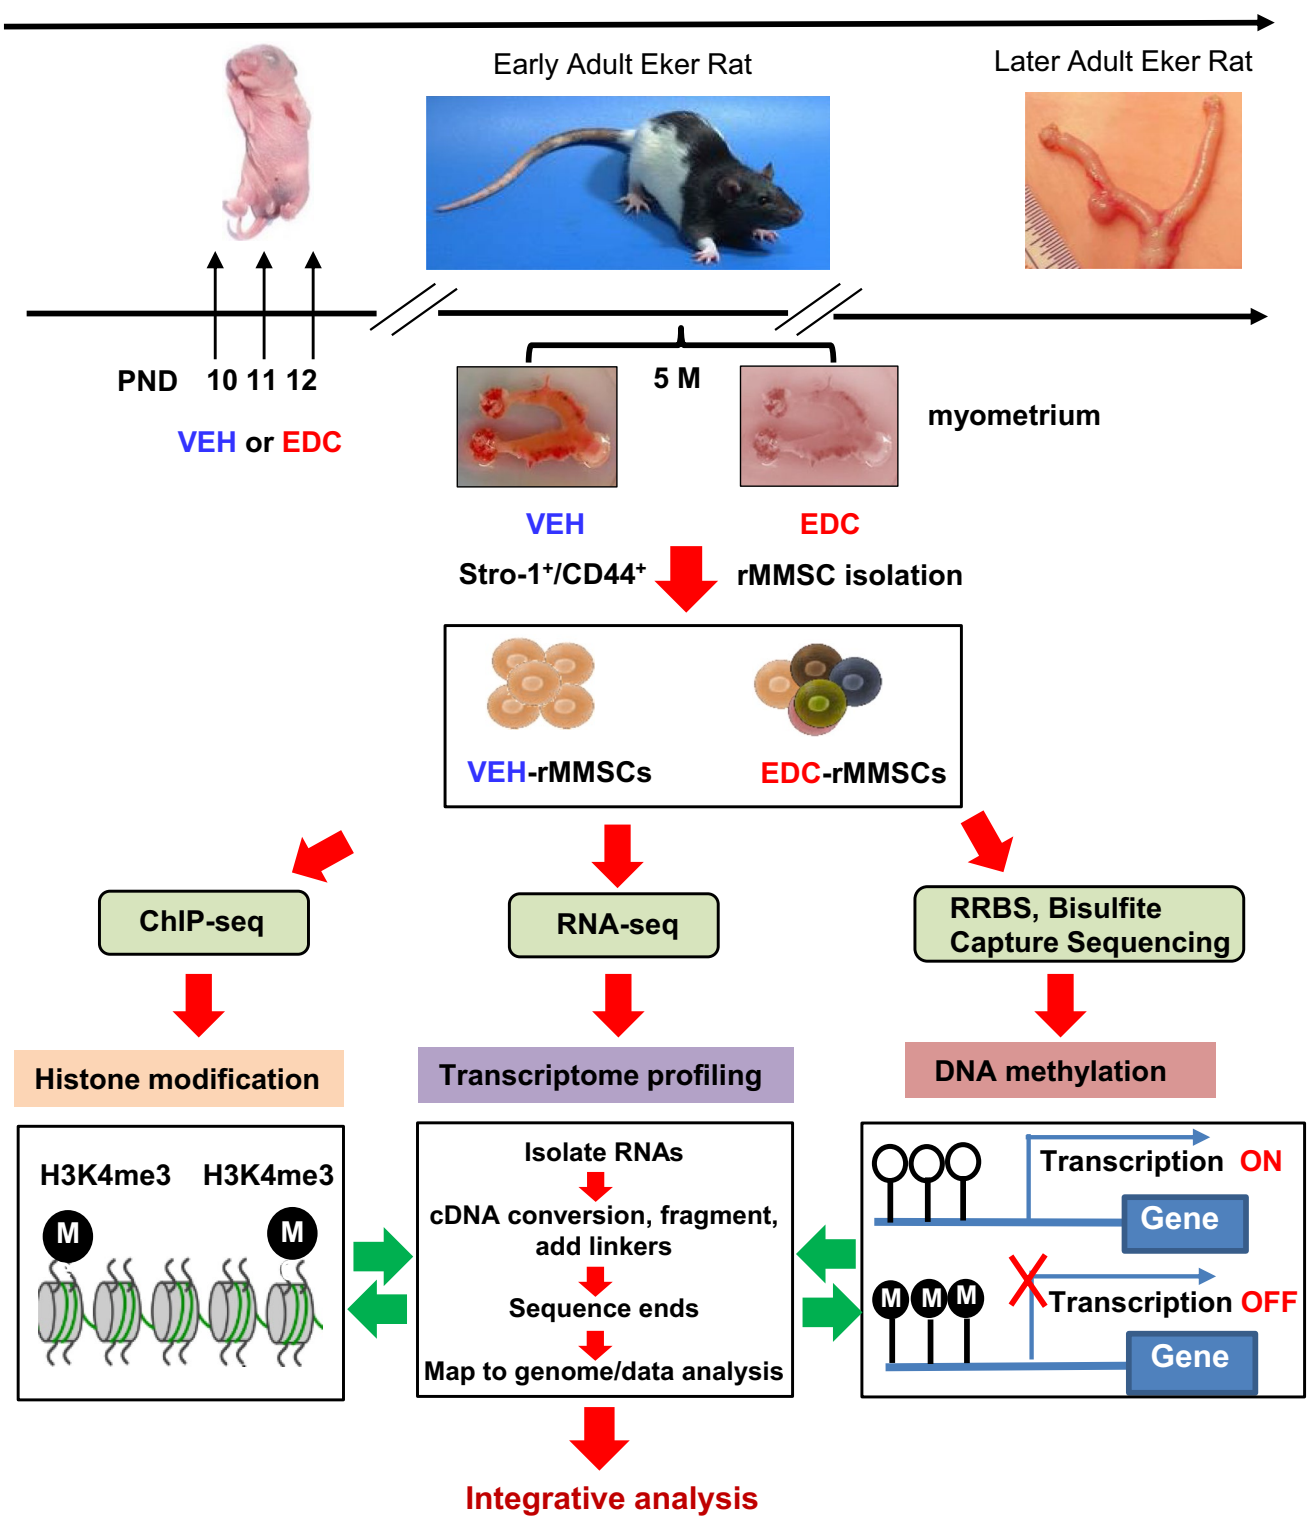 Early Adult Eker Rat
Later Adult Eker Rat
PND 10 11 12
VEH or EDC
5 M
myometrium
VEH
EDC
Stro-1⁺/CD44⁺
rMMSC isolation
VEH-rMMSCs
EDC-rMMSCs
ChIP-seq
RNA-seq
RRBS, Bisulfite
Capture Sequencing
Histone modification
Transcriptome profiling
DNA methylation
H3K4me3 H3K4me3
M M
Isolate RNAs
cDNA conversion, fragment,
add linkers
Sequence ends
Map to genome/data analysis
Transcription ON
Gene
M M M
Transcription OFF
Gene
Integrative analysis